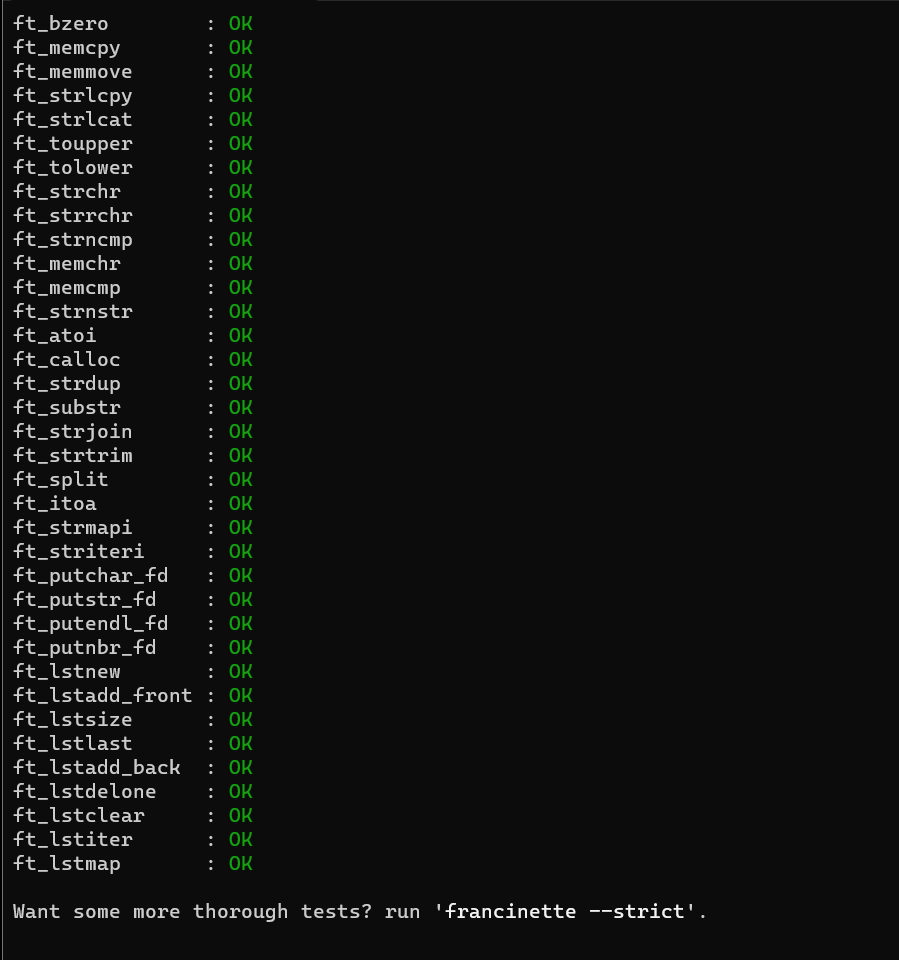 ft_bzero        : OK
ft_memcpy       : OK
ft_memmove      : OK
ft_strlcpy      : OK
ft_strlcat      : OK
ft_toupper      : OK
ft_tolower      : OK
ft_strchr       : OK
ft_strrchr      : OK
ft_strncmp      : OK
ft_memchr       : OK
ft_memcmp       : OK
ft_strnstr      : OK
ft_atoi         : OK
ft_calloc       : OK
ft_strdup       : OK
ft_substr       : OK
ft_strjoin      : OK
ft_strtrim      : OK
ft_split        : OK
ft_itoa         : OK
ft_strmapi      : OK
ft_striteri     : OK
ft_putchar_fd   : OK
ft_putstr_fd    : OK
ft_putendl_fd   : OK
ft_putnbr_fd    : OK
ft_lstnew       : OK
ft_lstadd_front : OK
ft_lstsize      : OK
ft_lstlast      : OK
ft_lstadd_back  : OK
ft_lstdelone    : OK
ft_lstclear     : OK
ft_lstiter      : OK
ft_lstmap       : OK
Want some more thorough tests? run 'francinette --strict'.